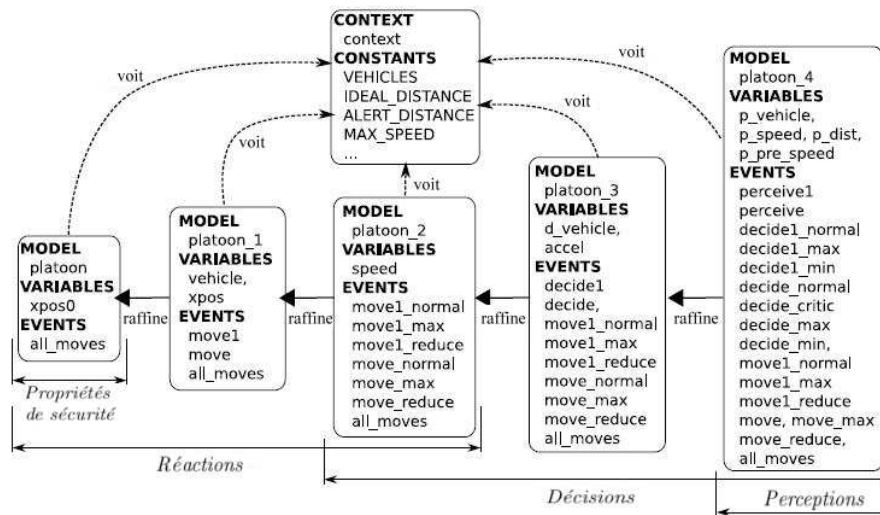 CONTEXT
context
CONSTANTS
VEHICLES
IDEAL_DISTANCE
ALERT_DISTANCE
MAX_SPEED
...
voit
voit
voit
voit
voit
MODEL
platoon
VARIABLES
xpos0
EVENTS
all_moves
raffine
MODEL
platoon_1
VARIABLES
vehicle,
xpos
EVENTS
move1
move
all_moves
raffine
MODEL
platoon_2
VARIABLES
speed
EVENTS
move1_normal
move1_max
move1_reduce
move_normal
move_max
move_reduce
all_moves
raffine
MODEL
platoon_3
VARIABLES
d_vehicle,
accel
EVENTS
decide1
decide,
move1_normal
move1_max
move1_reduce
move_normal
move_max
move_reduce
all_moves
raffine
MODEL
platoon_4
VARIABLES
p_vehicle,
p_speed, p_dist,
p_pre_speed
EVENTS
perceive1
perceive
decide1_normal
decide1_max
decide1_min
decide_normal
decide_critic
decide_max
decide_min,
move1_normal
move1_max
move1_reduce
move, move_max
move_reduce,
all_moves
Propriétés
de sécurité
Réactions
Décisions
Perceptions